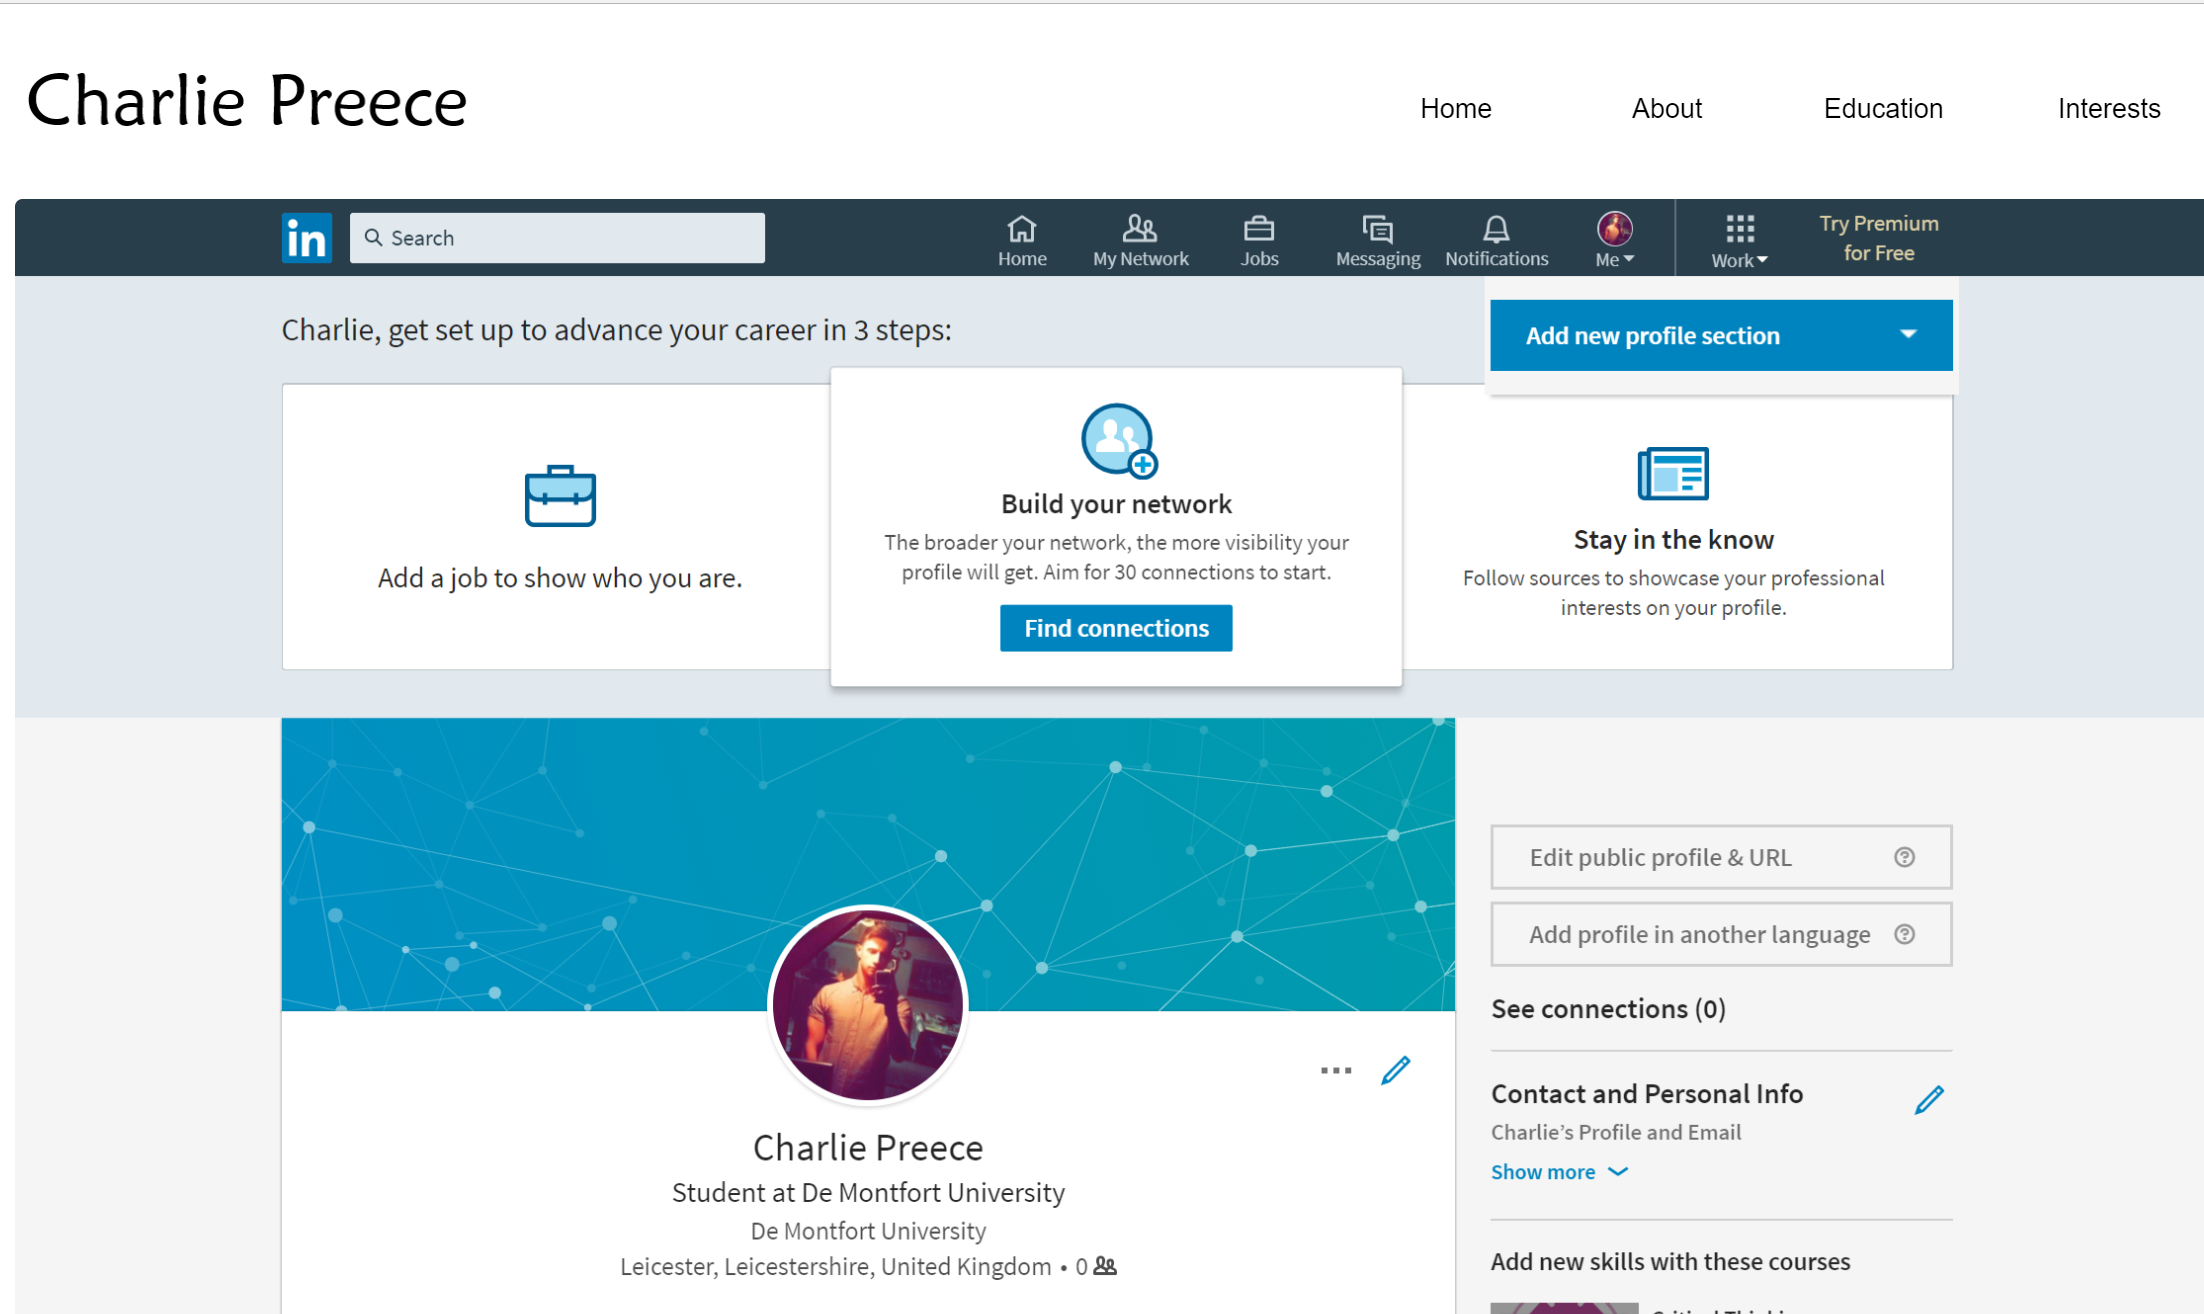 Charlie Preece
Home
About
Education
Interests
in
Search
Home
My Network
Jobs
Messaging
Notifications
Me
Work
Try Premium
for Free
Charlie, get set up to advance your career in 3 steps:
Add new profile section
Add a job to show who you are.
Build your network
The broader your network, the more visibility your
profile will get. Aim for 30 connections to start.
Find connections
Stay in the know
Follow sources to showcase your professional
interests on your profile.
Edit public profile & URL
Add profile in another language
See connections (0)
Contact and Personal Info
Charlie’s Profile and Email
Show more
Add new skills with these courses
Charlie Preece
Student at De Montfort University
De Montfort University
Leicester, Leicestershire, United Kingdom • 0